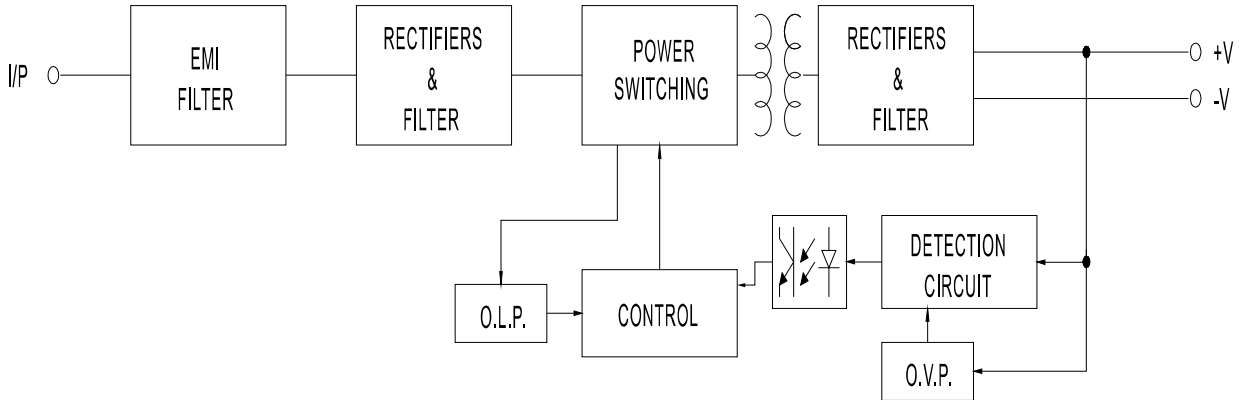 I/P
EMI
FILTER
RECTIFIERS
&
FILTER
POWER
SWITCHING
RECTIFIERS
&
FILTER
+V
-V
DETECTION
CIRCUIT
O.L.P.
CONTROL
O.V.P.